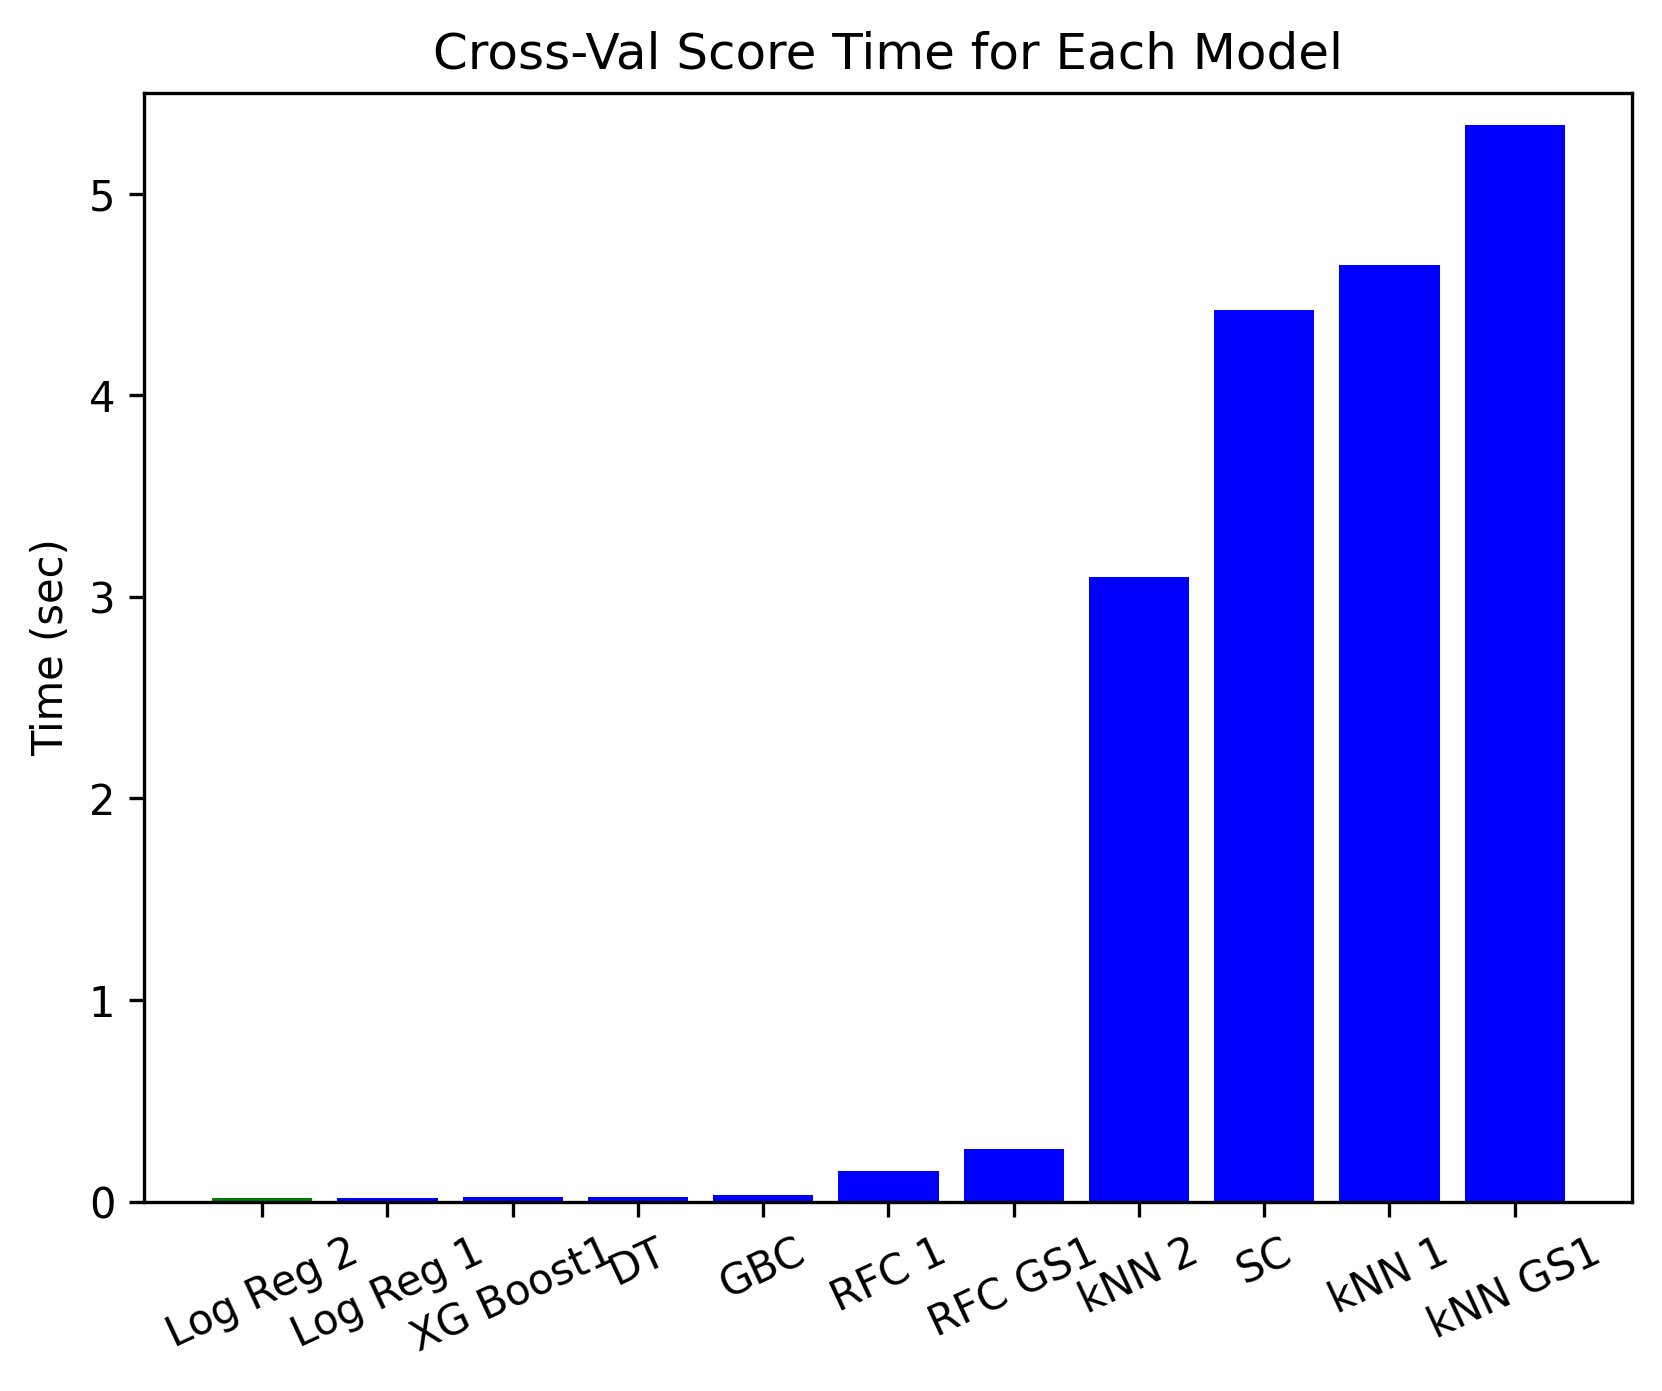 Cross-Val Score Time for Each Model
Time (sec)
5
4
3
2
1
0
Log Reg 2
Log Reg 1
XG Boost1
DT
GBC
RFC 1
RFC GS1
kNN 2
SC
kNN 1
kNN GS1